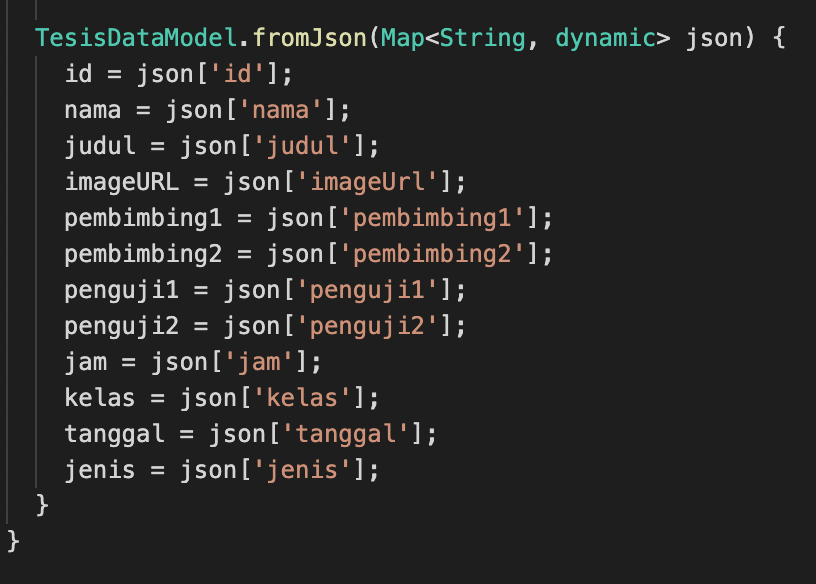 TesisDataModel.fromJson(Map<String, dynamic> json) {
id = json['id'];
nama = json['nama'];
judul = json['judul'];
imageURL = json['imageUrl'];
pembimbing1 = json['pembimbing1'];
pembimbing2 = json['pembimbing2'];
penguji1 = json['penguji1'];
penguji2 = json['penguji2'];
jam = json['jam'];
kelas = json['kelas'];
tanggal = json['tanggal'];
jenis = json['jenis'];
}
}